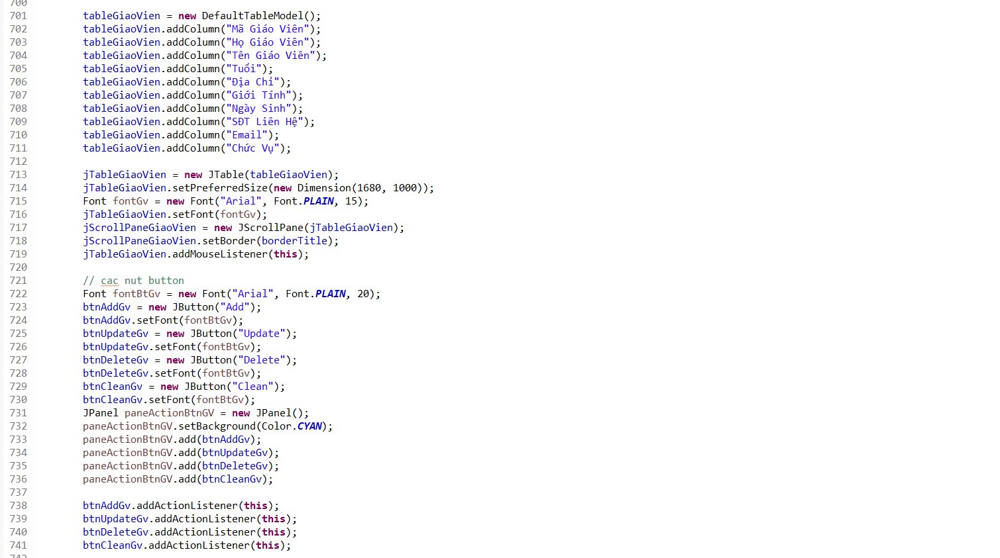 700
701 tableGiaoVien = new DefaultTableModel();
702 tableGiaoVien.addColumn("Mã Giáo Viên");
703 tableGiaoVien.addColumn("Họ Giáo Viên");
704 tableGiaoVien.addColumn("Tên Giáo Viên");
705 tableGiaoVien.addColumn("Tuổi");
706 tableGiaoVien.addColumn("Địa Chỉ");
707 tableGiaoVien.addColumn("Giới Tính");
708 tableGiaoVien.addColumn("Ngày Sinh");
709 tableGiaoVien.addColumn("SĐT Liên Hệ");
710 tableGiaoVien.addColumn("Email");
711 tableGiaoVien.addColumn("Chức Vụ");
712
713 jTableGiaoVien = new JTable(tableGiaoVien);
714 jTableGiaoVien.setPreferredSize(new Dimension(1680, 1000));
715 Font fontGv = new Font("Arial", Font.PLAIN, 15);
716 jTableGiaoVien.setFont(fontGv);
717 jScrollPaneGiaoVien = new JScrollPane(jTableGiaoVien);
718 jScrollPaneGiaoVien.setBorder(borderTitle);
719 jTableGiaoVien.addMouseListener(this);
720
721 // cac nut button
722 Font fontBtGv = new Font("Arial", Font.PLAIN, 20);
723 btnAddGv = new JButton("Add");
724 btnAddGv.setFont(fontBtGv);
725 btnUpdateGv = new JButton("Update");
726 btnUpdateGv.setFont(fontBtGv);
727 btnDeleteGv = new JButton("Delete");
728 btnDeleteGv.setFont(fontBtGv);
729 btnCleanGv = new JButton("Clean");
730 btnCleanGv.setFont(fontBtGv);
731 JPanel paneActionBtnGV = new JPanel();
732 paneActionBtnGV.setBackground(Color.CYAN);
733 paneActionBtnGV.add(btnAddGv);
734 paneActionBtnGV.add(btnUpdateGv);
735 paneActionBtnGV.add(btnDeleteGv);
736 paneActionBtnGV.add(btnCleanGv);
737
738 btnAddGv.addActionListener(this);
739 btnUpdateGv.addActionListener(this);
740 btnDeleteGv.addActionListener(this);
741 btnCleanGv.addActionListener(this);
742